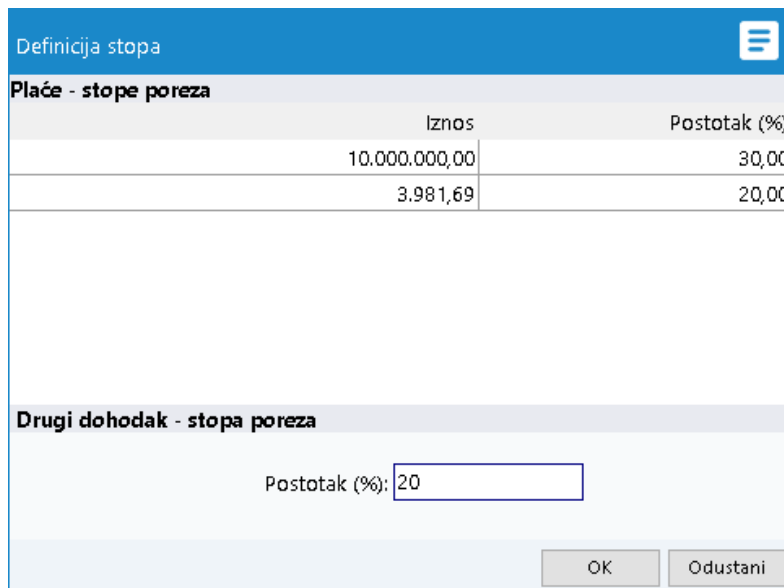 Definicija stopa
Plaće - stope poreza
Iznos Postotak (%)
10.000.000,00 30,00
3.981,69 20,00
Drugi dohodak - stopa poreza
Postotak (%): 20
OK Odustani